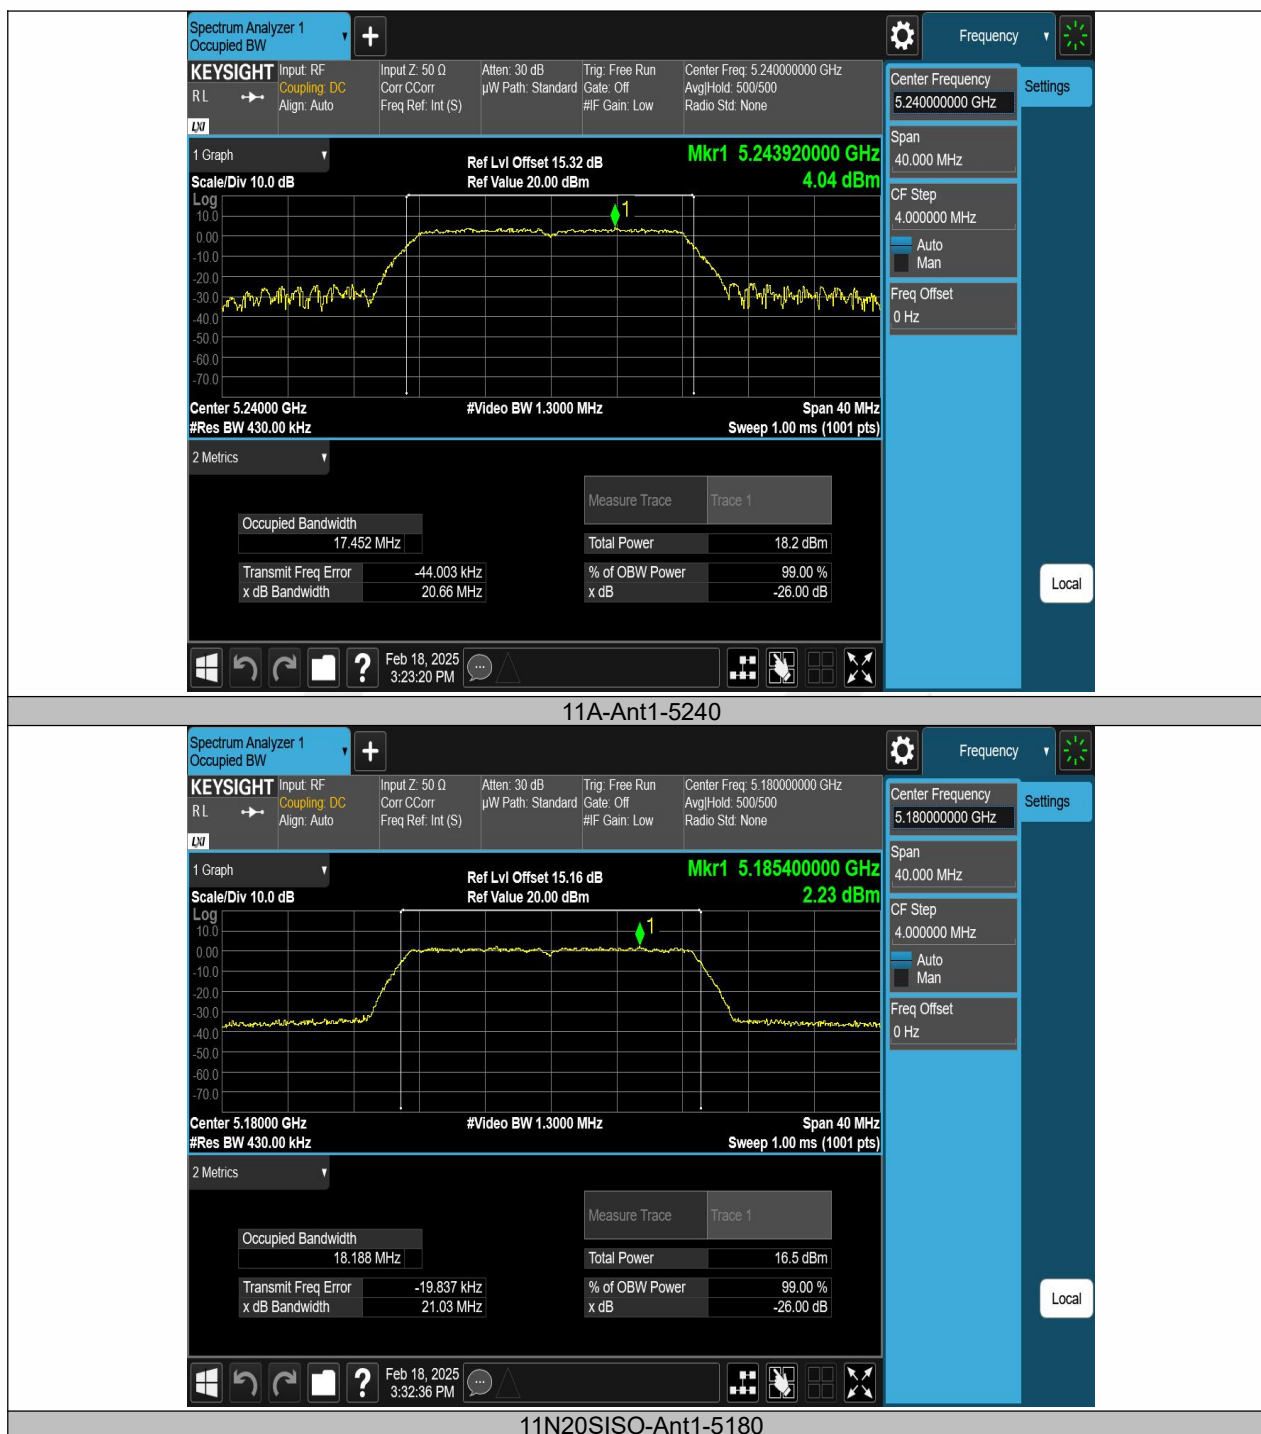 Spectrum Analyzer 1
Occupied BW
+
Frequency
KEYSIGHT
R L
LXI
Input: RF
Coupling: DC
Align: Auto
Input Z: 50 Ω
Corr CCorr
Freq Ref: Int (S)
Atten: 30 dB
µW Path: Standard
Trig: Free Run
Gate: Off
#IF Gain: Low
Center Freq: 5.240000000 GHz
Avg|Hold: 500/500
Radio Std: None
Center Frequency
5.240000000 GHz
Settings
Span
40.000 MHz
CF Step
4.000000 MHz
Auto
Man
Freq Offset
0 Hz
Local
1 Graph
Scale/Div 10.0 dB
Ref Lvl Offset 15.32 dB
Ref Value 20.00 dBm
Mkr1 5.243920000 GHz
4.04 dBm
Log
10.0
0.00
-10.0
-20.0
-30.0
-40.0
-50.0
-60.0
-70.0
1
Center 5.24000 GHz
#Video BW 1.3000 MHz
Span 40 MHz
#Res BW 430.00 kHz
Sweep 1.00 ms (1001 pts)
2 Metrics
Measure Trace Trace 1
Occupied Bandwidth
17.452 MHz
Total Power 18.2 dBm
Transmit Freq Error -44.003 kHz
% of OBW Power 99.00 %
x dB Bandwidth 20.66 MHz
x dB -26.00 dB
?
Feb 18, 2025
3:23:20 PM
11A-Ant1-5240
Spectrum Analyzer 1
Occupied BW
+
Frequency
KEYSIGHT
R L
LXI
Input: RF
Coupling: DC
Align: Auto
Input Z: 50 Ω
Corr CCorr
Freq Ref: Int (S)
Atten: 30 dB
µW Path: Standard
Trig: Free Run
Gate: Off
#IF Gain: Low
Center Freq: 5.180000000 GHz
Avg|Hold: 500/500
Radio Std: None
Center Frequency
5.180000000 GHz
Settings
Span
40.000 MHz
CF Step
4.000000 MHz
Auto
Man
Freq Offset
0 Hz
Local
1 Graph
Scale/Div 10.0 dB
Ref Lvl Offset 15.16 dB
Ref Value 20.00 dBm
Mkr1 5.185400000 GHz
2.23 dBm
Log
10.0
0.00
-10.0
-20.0
-30.0
-40.0
-50.0
-60.0
-70.0
1
Center 5.18000 GHz
#Video BW 1.3000 MHz
Span 40 MHz
#Res BW 430.00 kHz
Sweep 1.00 ms (1001 pts)
2 Metrics
Measure Trace Trace 1
Occupied Bandwidth
18.188 MHz
Total Power 16.5 dBm
Transmit Freq Error -19.837 kHz
% of OBW Power 99.00 %
x dB Bandwidth 21.03 MHz
x dB -26.00 dB
?
Feb 18, 2025
3:32:36 PM
11N20SISO-Ant1-5180